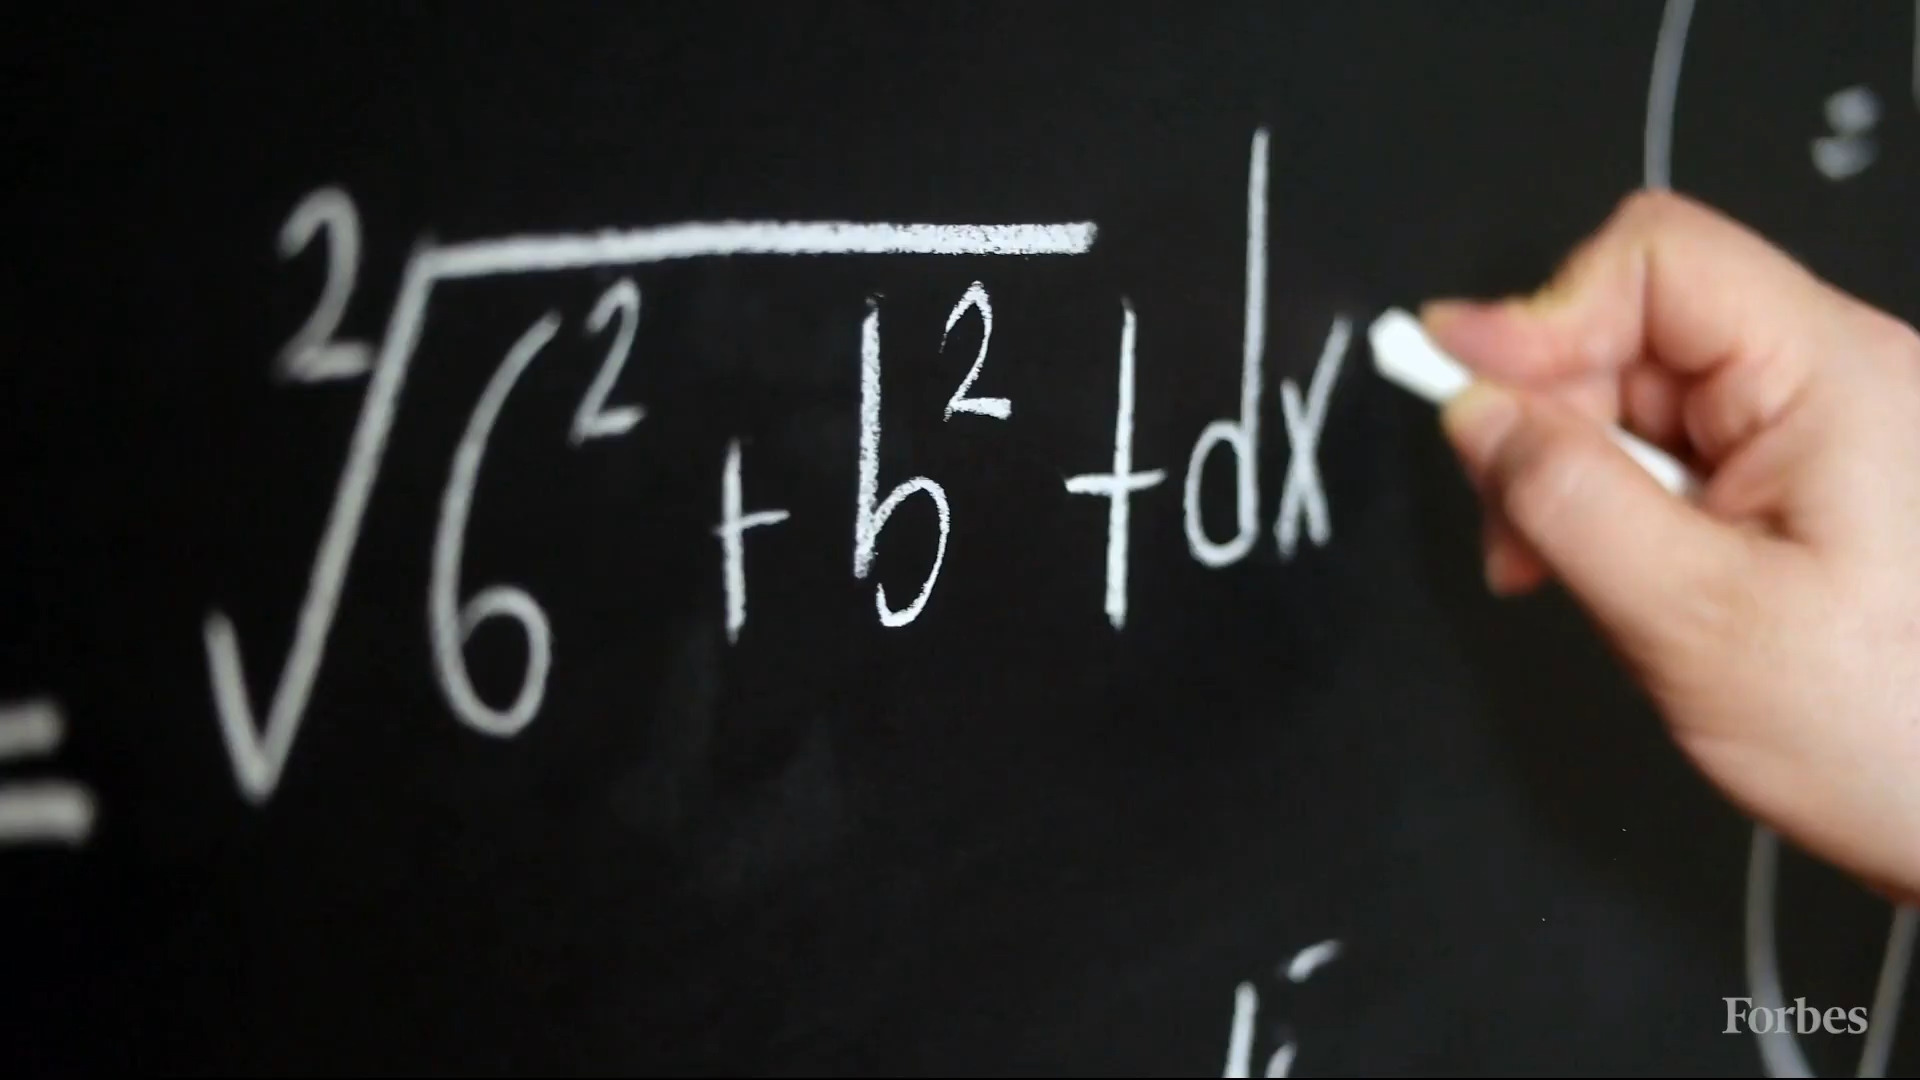 = ²√6² + b² + dx
Forbes